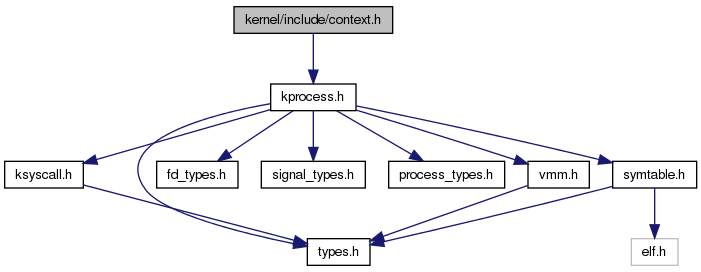 kernel/include/context.h
kprocess.h
ksyscall.h
fd_types.h
signal_types.h
process_types.h
vmm.h
symtable.h
types.h
elf.h